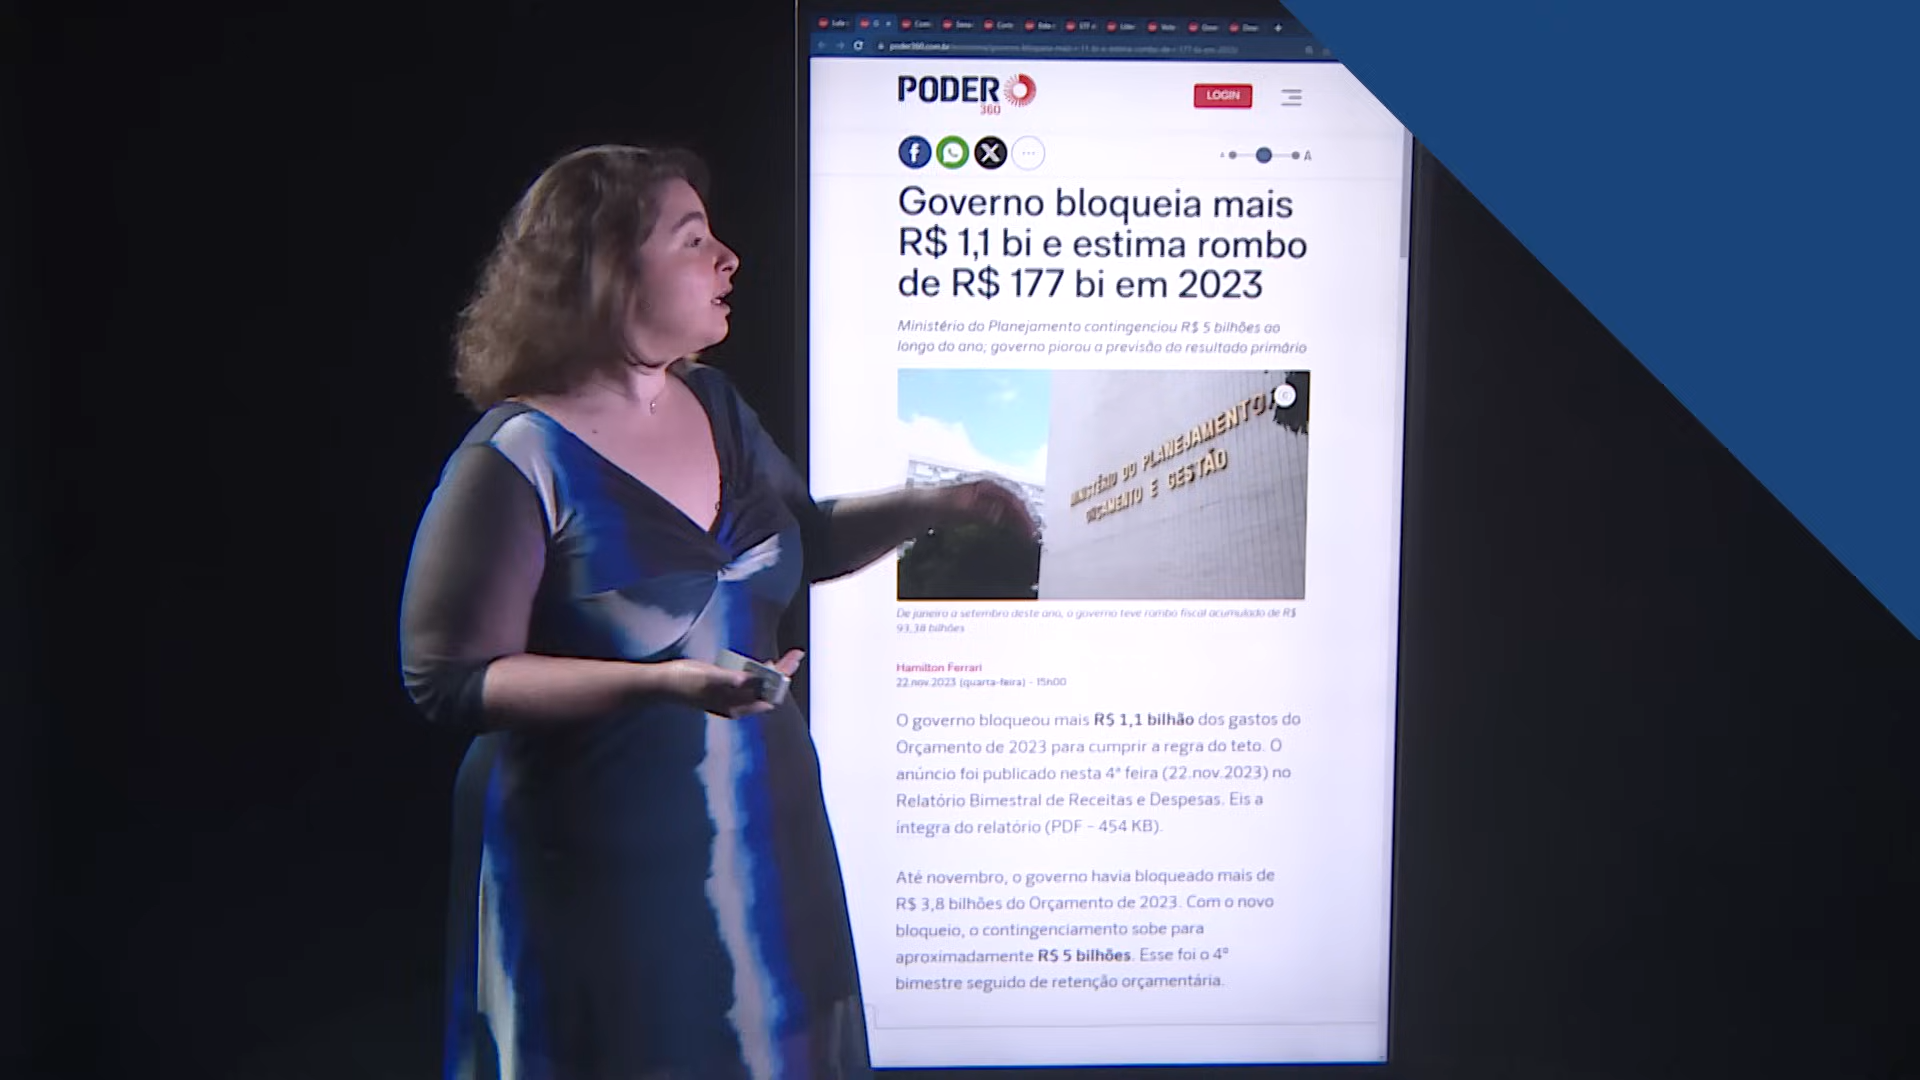 poder360.com.br
PODER
360
LOGIN
A
Governo bloqueia mais
R$ 1,1 bi e estima rombo
de R$ 177 bi em 2023
Ministério do Planejamento contingenciou R$ 5 bilhões ao
longo do ano; governo piorou a previsão do resultado primário
MINISTÉRIO DO PLANEJAMENTO
ORÇAMENTO E GESTÃO
De janeiro a setembro deste ano, o governo teve rombo fiscal acumulado de R$
93,38 bilhões
Hamilton Ferrari
22.nov.2023 (quarta-feira) - 15h00
O governo bloqueou mais R$ 1,1 bilhão dos gastos do
Orçamento de 2023 para cumprir a regra do teto. O
anúncio foi publicado nesta 4ª feira (22.nov.2023) no
Relatório Bimestral de Receitas e Despesas. Eis a
íntegra do relatório (PDF – 454 KB).
Até novembro, o governo havia bloqueado mais de
R$ 3,8 bilhões do Orçamento de 2023. Com o novo
bloqueio, o contingenciamento sobe para
aproximadamente R$ 5 bilhões. Esse foi o 4º
bimestre seguido de retenção orçamentária.